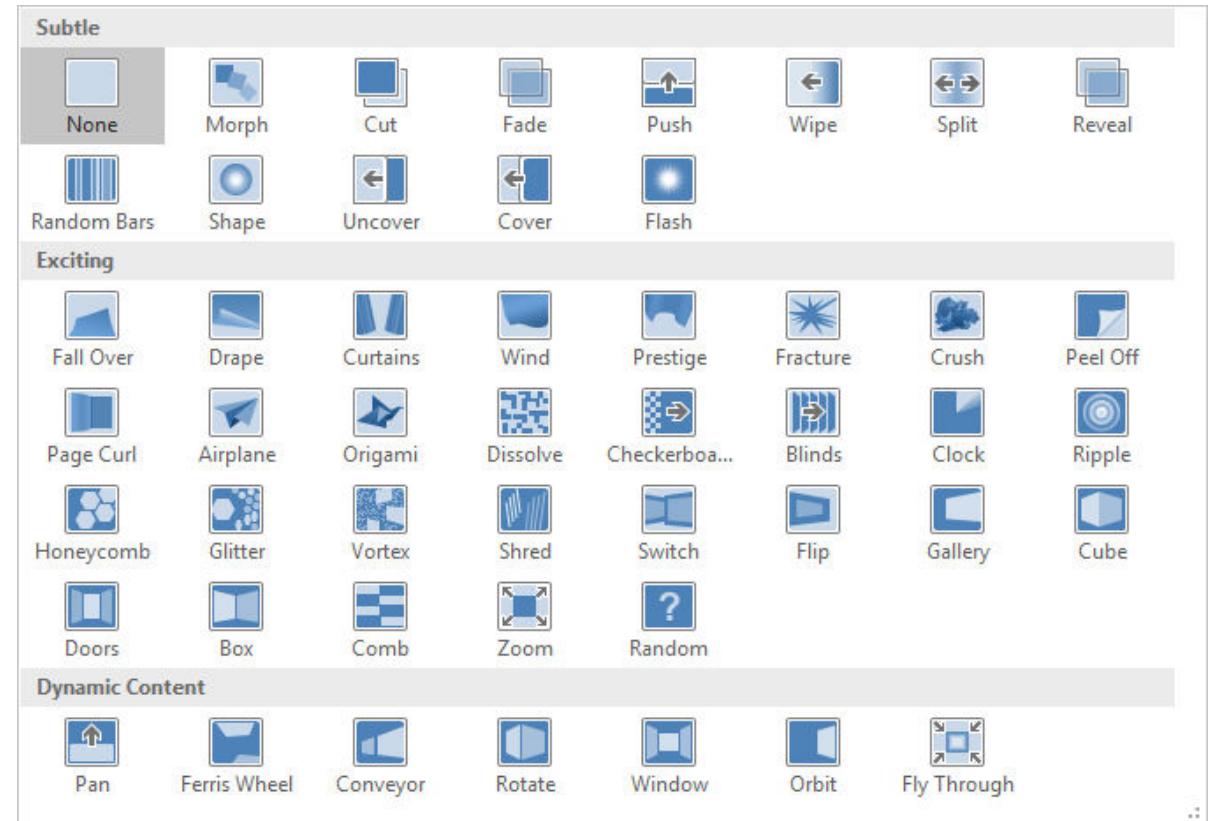 Subtle
None Morph Cut Fade Push Wipe Split Reveal
Random Bars Shape Uncover Cover Flash
Exciting
Fall Over Drape Curtains Wind Prestige Fracture Crush Peel Off
Page Curl Airplane Origami Dissolve Checkerboa... Blinds Clock Ripple
Honeycomb Glitter Vortex Shred Switch Flip Gallery Cube
Doors Box Comb Zoom Random
Dynamic Content
Pan Ferris Wheel Conveyor Rotate Window Orbit Fly Through